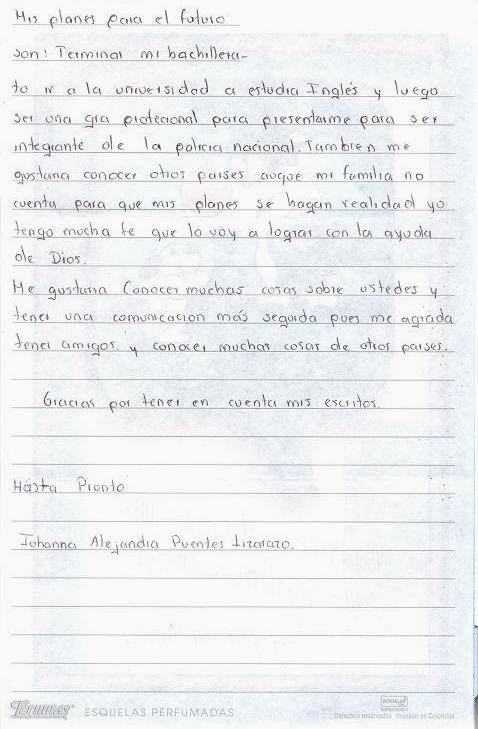 Mis planes para el futuro
son: Terminar mi bachillera-
to ir a la universidad a estudia Inglés y luego
ser una gra profecional para presentarme para ser
integrante de la policia nacional. Tambien me
gustaria conocer otros paises auque mi familia no
cuenta para que mis planes se hagan realidad yo
tengo mucha fe que lo voy a lograr con la ayuda
de Dios.
Me gustaria Conocer muchas cosas sobre ustedes y
tener una comunicacion más seguida pues me agrada
tener amigos y conocer muchas cosas de otros paises.
Gracias por tener en cuenta mis escritos.
Hasta Pronto
Johanna Alejandra Puentes
ESQUELAS PERFUMADAS
Derechos reservados Impreso en Colombia